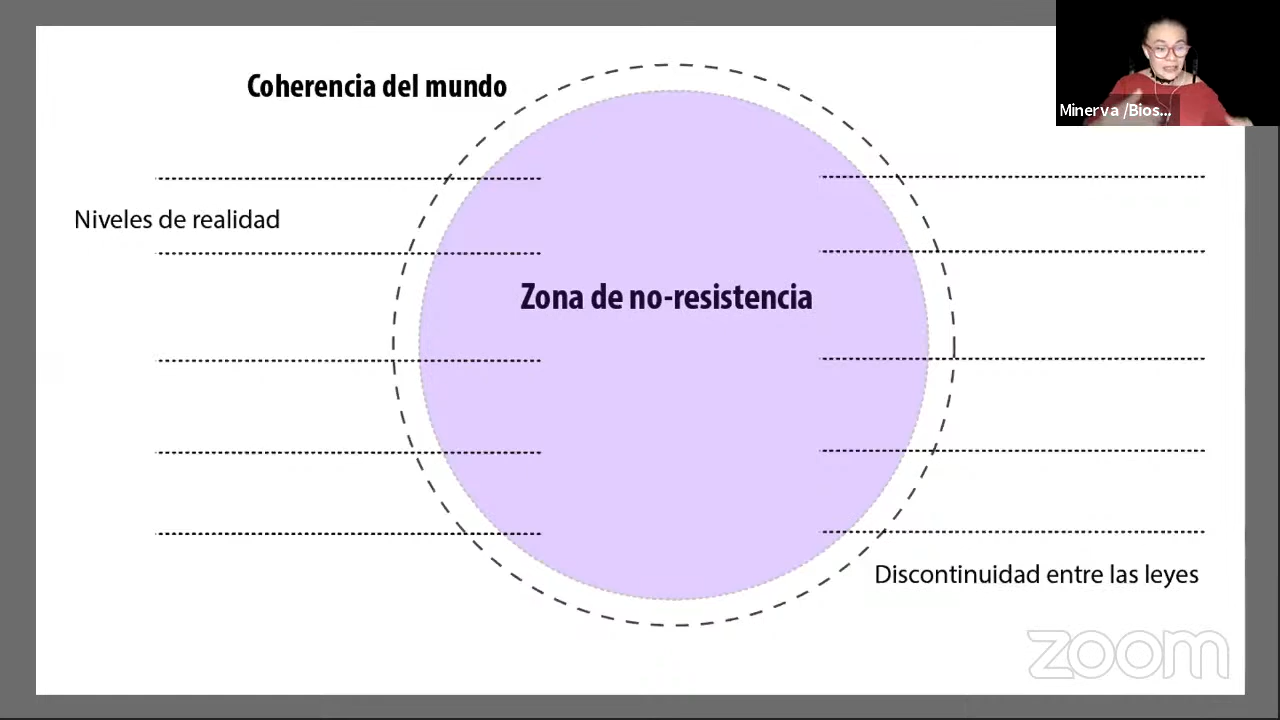 Coherencia del mundo
Minerva /Bios...
Niveles de realidad
Zona de no-resistencia
Discontinuidad entre las leyes
zoom